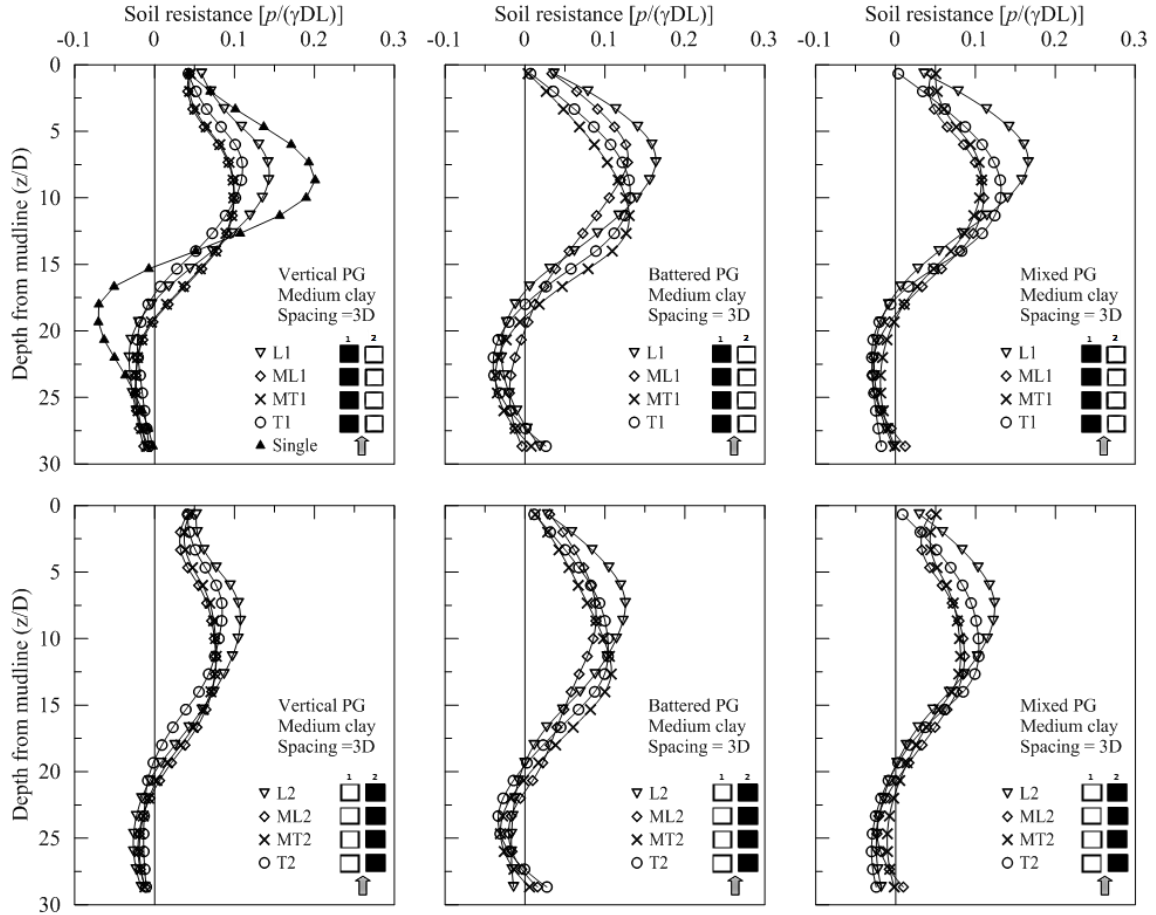 Soil resistance [p/(γDL)]
Soil resistance [p/(γDL)]
Soil resistance [p/(γDL)]
-0.1 0 0.1 0.2 0.3
-0.1 0 0.1 0.2 0.3
-0.1 0 0.1 0.2 0.3
Depth from mudline (z/D)
0
5
10
15
20
25
30
Vertical PG
Medium clay
Spacing =3D
1 2
L1
ML1
MT1
T1
Single
Battered PG
Medium clay
Spacing = 3D
1 2
L1
ML1
MT1
T1
Mixed PG
Medium clay
Spacing =3D
1 2
L1
ML1
MT1
T1
Depth from mudline (z/D)
0
5
10
15
20
25
30
Vertical PG
Medium clay
Spacing =3D
1 2
L2
ML2
MT2
T2
Battered PG
Medium clay
Spacing = 3D
1 2
L2
ML2
MT2
T2
Mixed PG
Medium clay
Spacing =3D
1 2
L2
ML2
MT2
T2